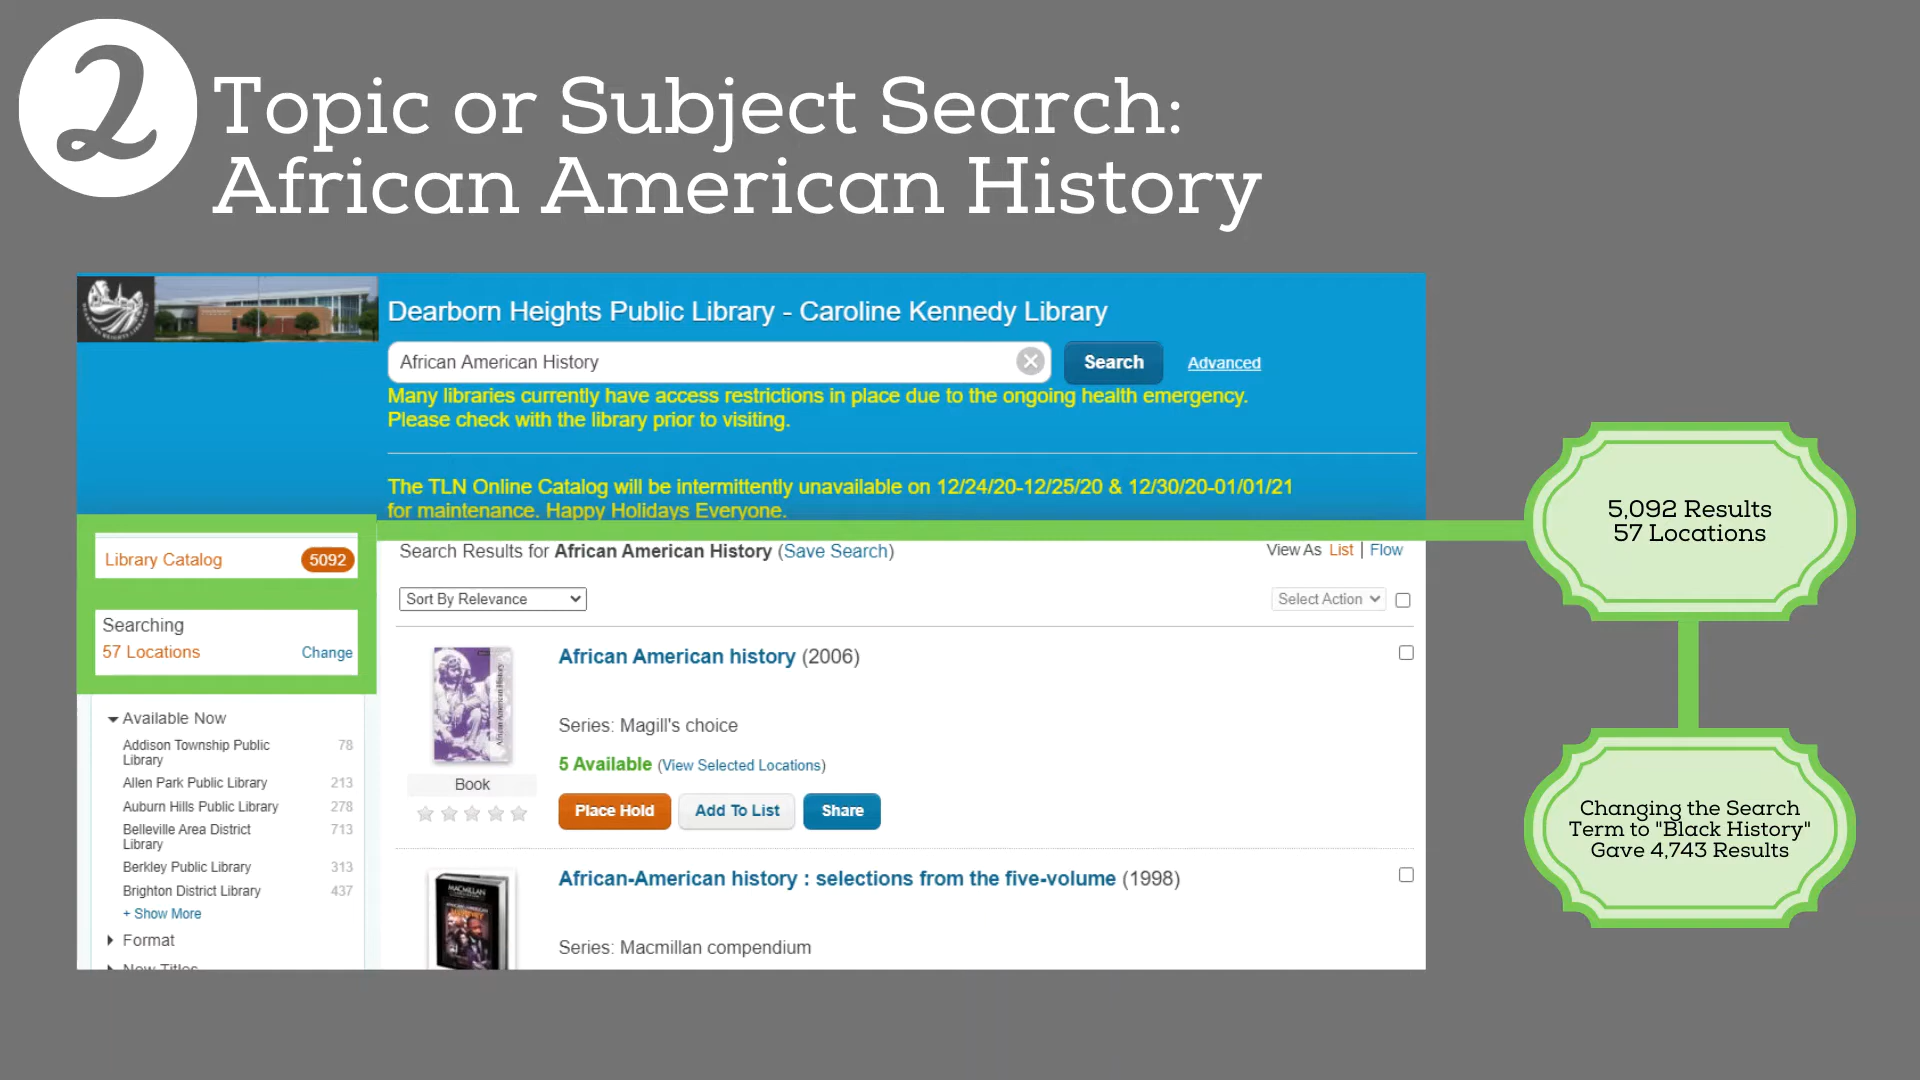 2
Topic or Subject Search:
African American History
Dearborn Heights Public Library - Caroline Kennedy Library
African American History
Search
Advanced
Many libraries currently have access restrictions in place due to the ongoing health emergency.
Please check with the library prior to visiting.
The TLN Online Catalog will be intermittently unavailable on 12/24/20-12/25/20 & 12/30/20-01/01/21
for maintenance. Happy Holidays Everyone.
Library Catalog 5092
Searching
57 Locations Change
Available Now
Addison Township Public
Library 78
Allen Park Public Library 213
Auburn Hills Public Library 278
Belleville Area District
Library 713
Berkley Public Library 313
Brighton District Library 437
+ Show More
Format
New Titles
Search Results for African American History (Save Search)
View As List | Flow
Sort By Relevance
Select Action
African American History
Book
African American history (2006)
Series: Magill's choice
5 Available (View Selected Locations)
Place Hold
Add To List
Share
MACMILLAN
African-American history : selections from the five-volume (1998)
Series: Macmillan compendium
5,092 Results
57 Locations
Changing the Search
Term to "Black History"
Gave 4,743 Results